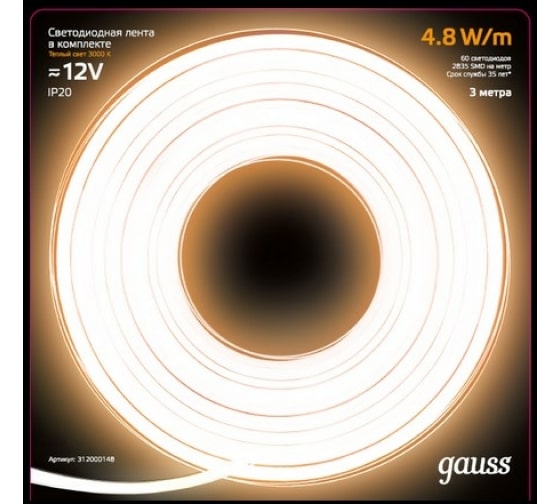 Светодиодная лента
в комплекте
Теплый свет 3000 К
≈12V
IP20
4.8 W/m
60 светодиодов
2835 SMD на метр
Срок службы 35 лет*
3 метра
Артикул: 312000148
gauss